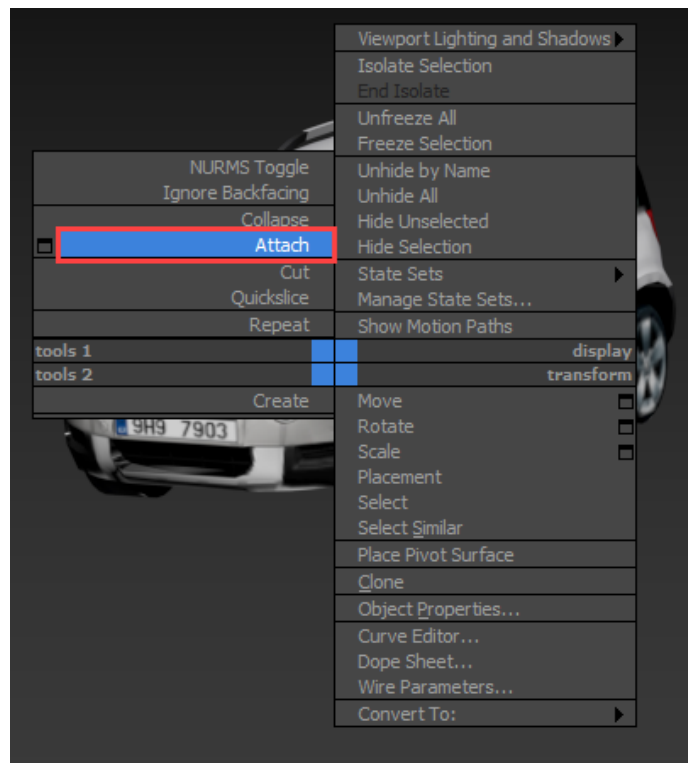 Viewport Lighting and Shadows
Isolate Selection
End Isolate
Unfreeze All
Freeze Selection
Unhide by Name
Unhide All
Hide Unselected
Hide Selection
State Sets
Manage State Sets...
Show Motion Paths
display
NURMS Toggle
Ignore Backfacing
Collapse
Attach
Cut
Quickslice
Repeat
tools 1
tools 2
Create
transform
Move
Rotate
Scale
Placement
Select
Select Similar
Place Pivot Surface
Clone
Object Properties...
Curve Editor...
Dope Sheet...
Wire Parameters...
Convert To:
9H9 7903